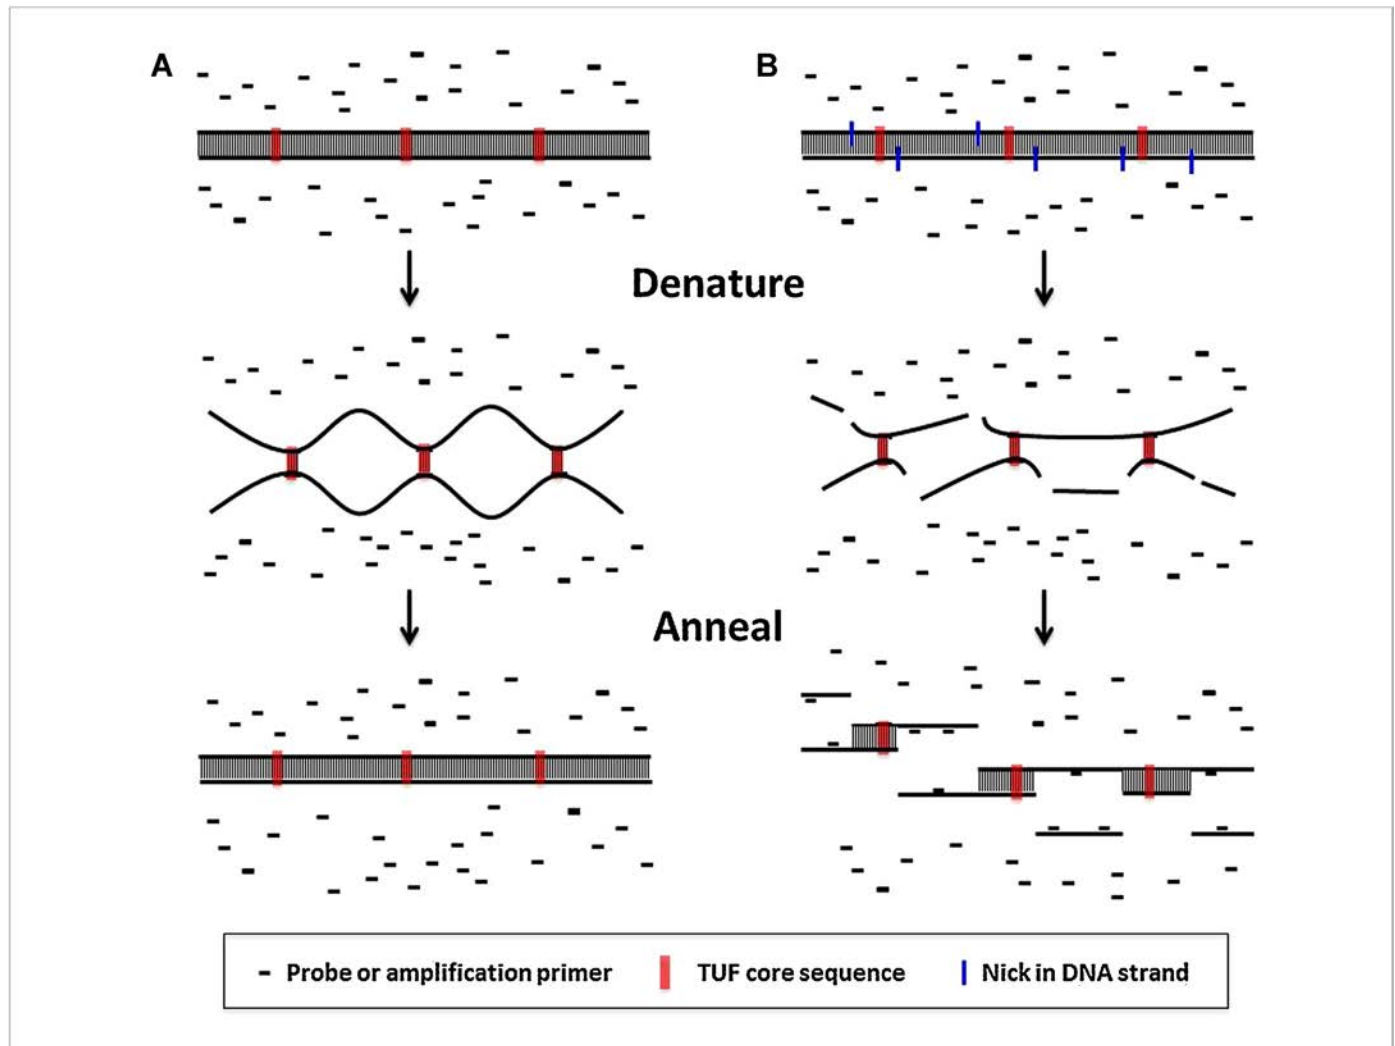 A
B
Denature
Anneal
Probe or amplification primer
TUF core sequence
Nick in DNA strand